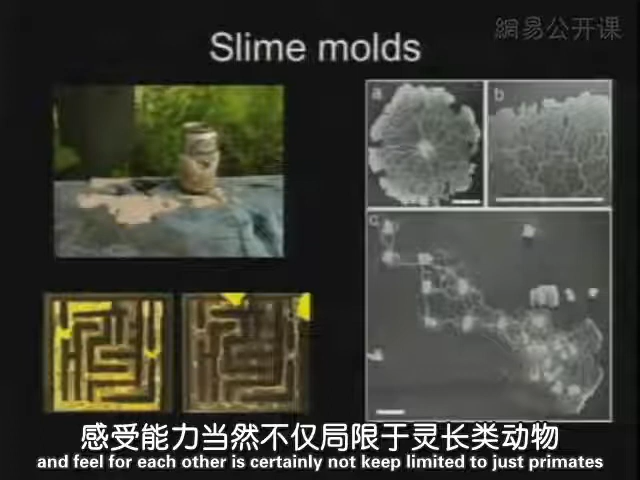 網易公开课
Slime molds
a
b
c
感受能力当然不仅局限于灵长类动物
and feel for each other is certainly not keep limited to just primates